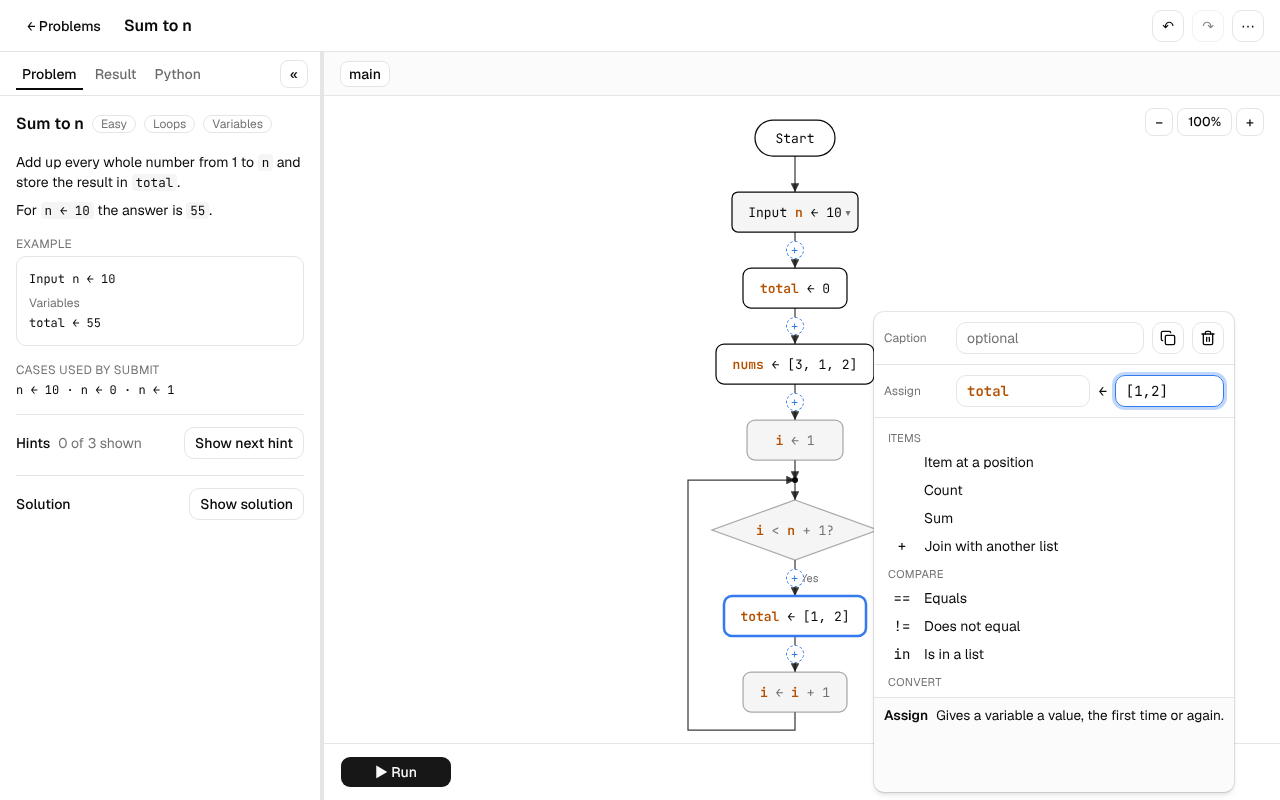 ← Problems
Sum to n
Problem
Result
Python
«
main
Sum to n
Easy
Loops
Variables
Add up every whole number from 1 to n and
store the result in total.
For n ← 10 the answer is 55.
EXAMPLE
Input n ← 10
Variables
total ← 55
CASES USED BY SUBMIT
n ← 10 · n ← 0 · n ← 1
Hints 0 of 3 shown
Show next hint
Solution
Show solution
− 100% +
Start
Input n ← 10
total ← 0
nums ← [3, 1, 2]
i ← 1
i < n + 1?
Yes
total ← [1, 2]
i ← i + 1
Caption
optional
Assign
total ← [1,2]
ITEMS
Item at a position
Count
Sum
+ Join with another list
COMPARE
== Equals
!= Does not equal
in Is in a list
CONVERT
Assign Gives a variable a value, the first time or again.
▶ Run